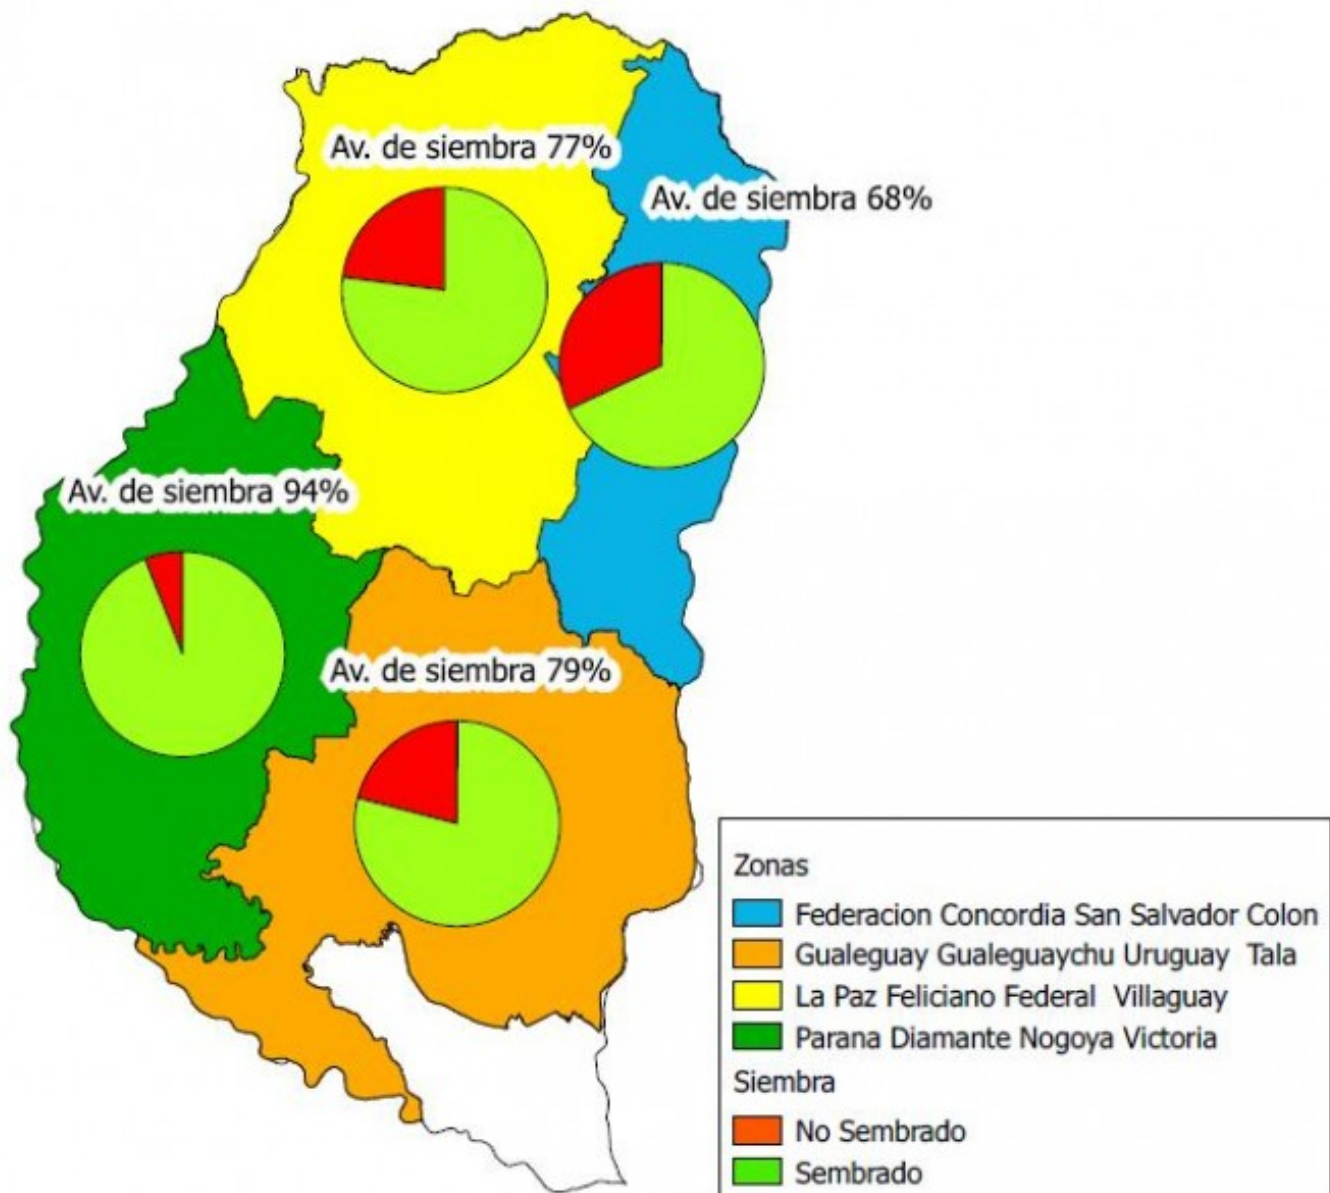 Av. de siembra 77%
Av. de siembra 68%
Av. de siembra 94%
Av. de siembra 79%
Zonas
Federacion Concordia San Salvador Colon
Gualeguay Gualeguaychu Uruguay Tala
La Paz Feliciano Federal Villaguay
Parana Diamante Nogoya Victoria
Siembra
No Sembrado
Sembrado